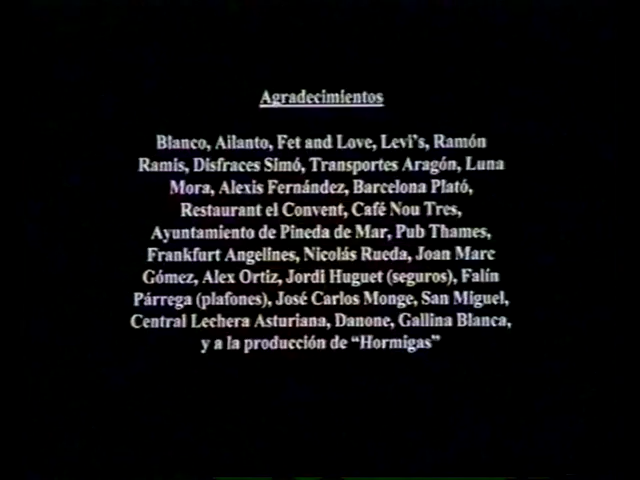 Agradecimientos
Blanco, Ailanto, Fet and Love, Levi's, Ramón
Ramis, Disfraces Simó, Transportes Aragón, Luna
Mora, Alexis Fernández, Barcelona Plató,
Restaurant el Convent, Café Nou Tres,
Ayuntamiento de Pineda de Mar, Pub Thames,
Frankfurt Angelines, Nicolás Rueda, Joan Marc
Gómez, Alex Ortiz, Jordi Huguet (seguros), Falín
Párrega (plafones), José Carlos Monge, San Miguel,
Central Lechera Asturiana, Danone, Gallina Blanca,
y a la producción de “Hormigas”